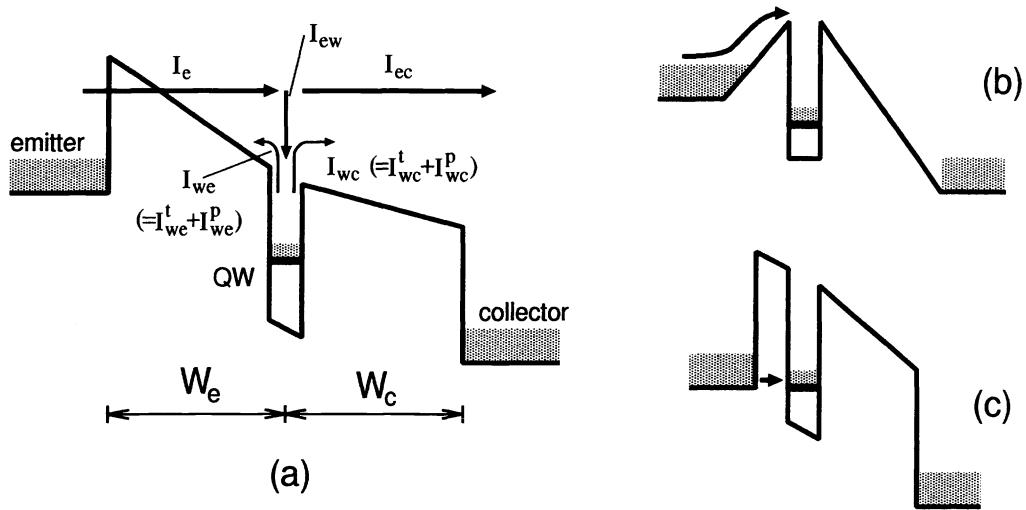 I_ew
I_e
I_ec
(b)
emitter
I_we
I_wc (=I^t_wc+I^p_wc)
(=I^t_we+I^p_we)
QW
collector
W_e
W_c
(c)
(a)